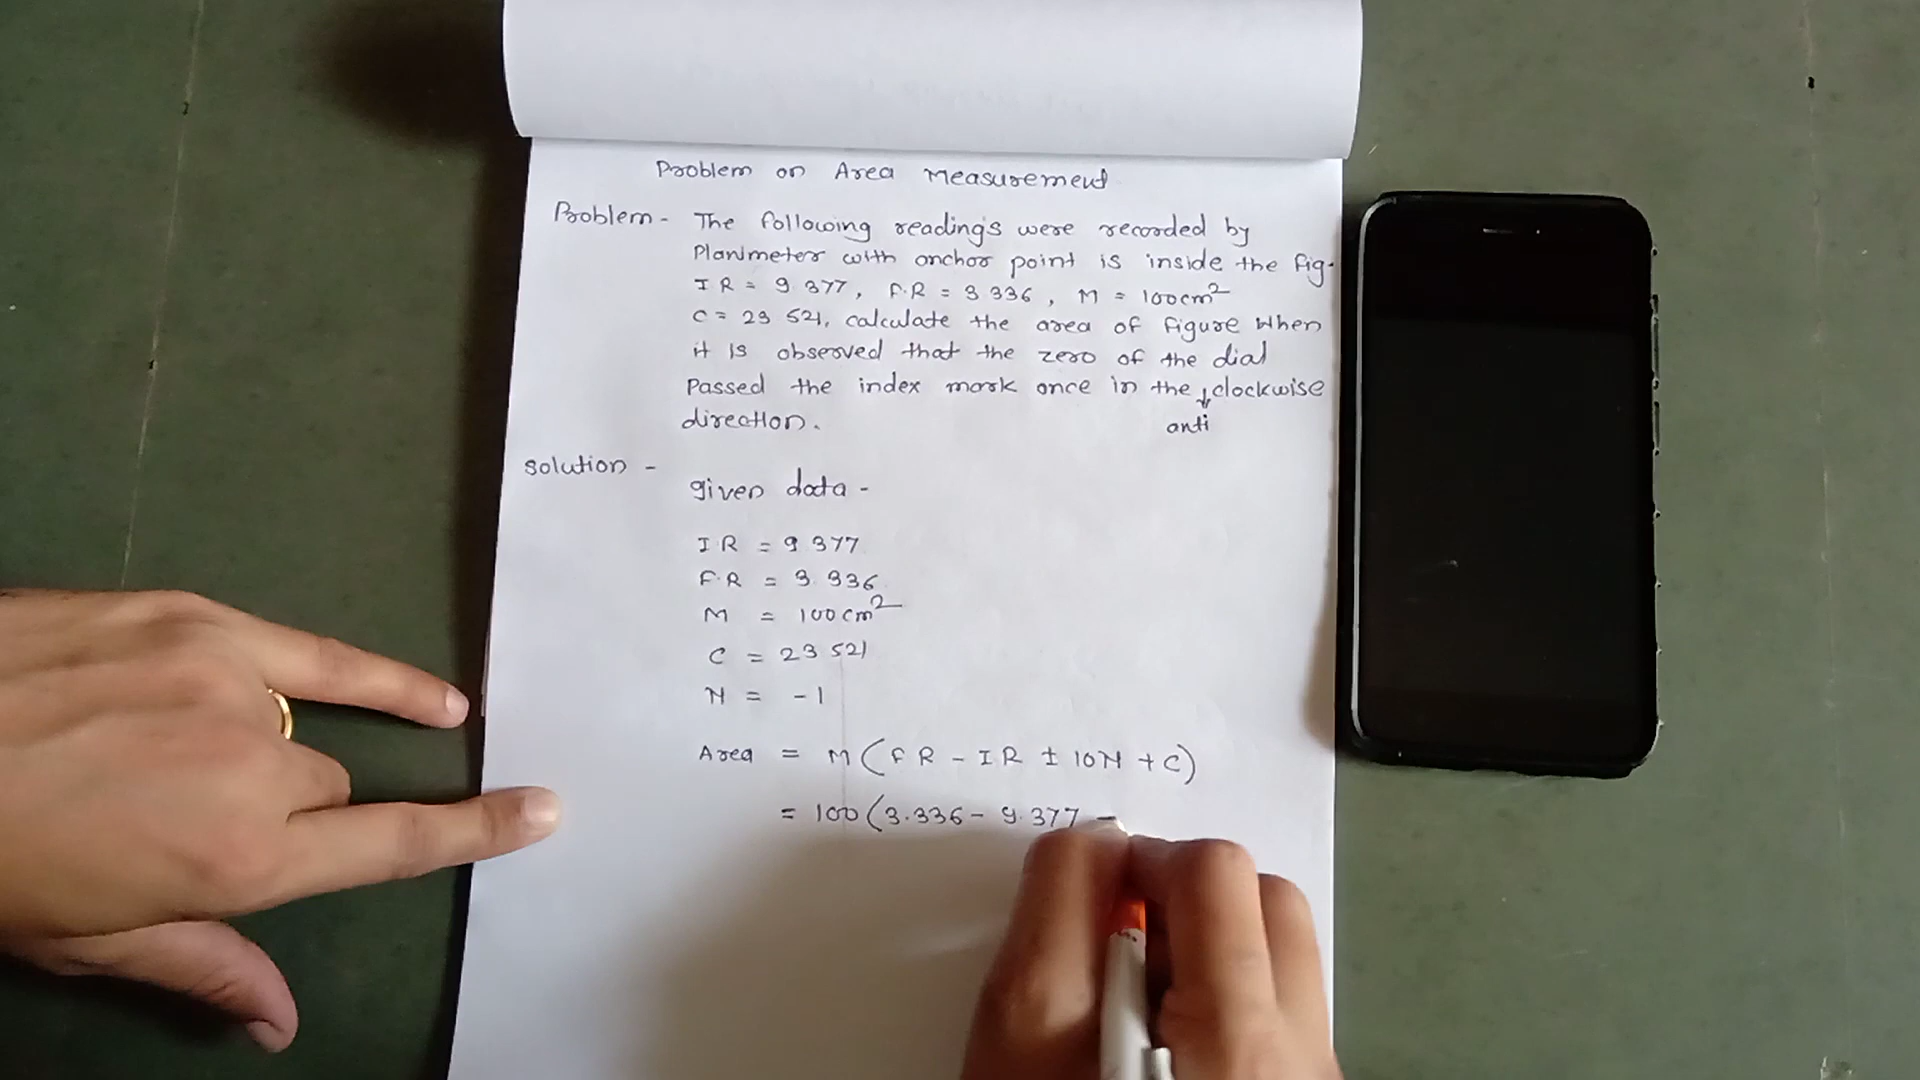 Problem on Area Measurement
Problem - The following reading's were recorded by
Planimeter with anchor point is inside the fig.
I R = 9.377, F.R = 3.336, M = 100cm²
C = 23.521, calculate the area of figure when
it is observed that the zero of the dial
Passed the index mark once in the ↓clockwise
direction. anti
Solution -
given data -
I.R = 9.377
F.R = 3.336
M = 100cm²
C = 23.521
N = -1
Area = M(FR - IR ± 10N + C)
= 100(3.336 - 9.377 -